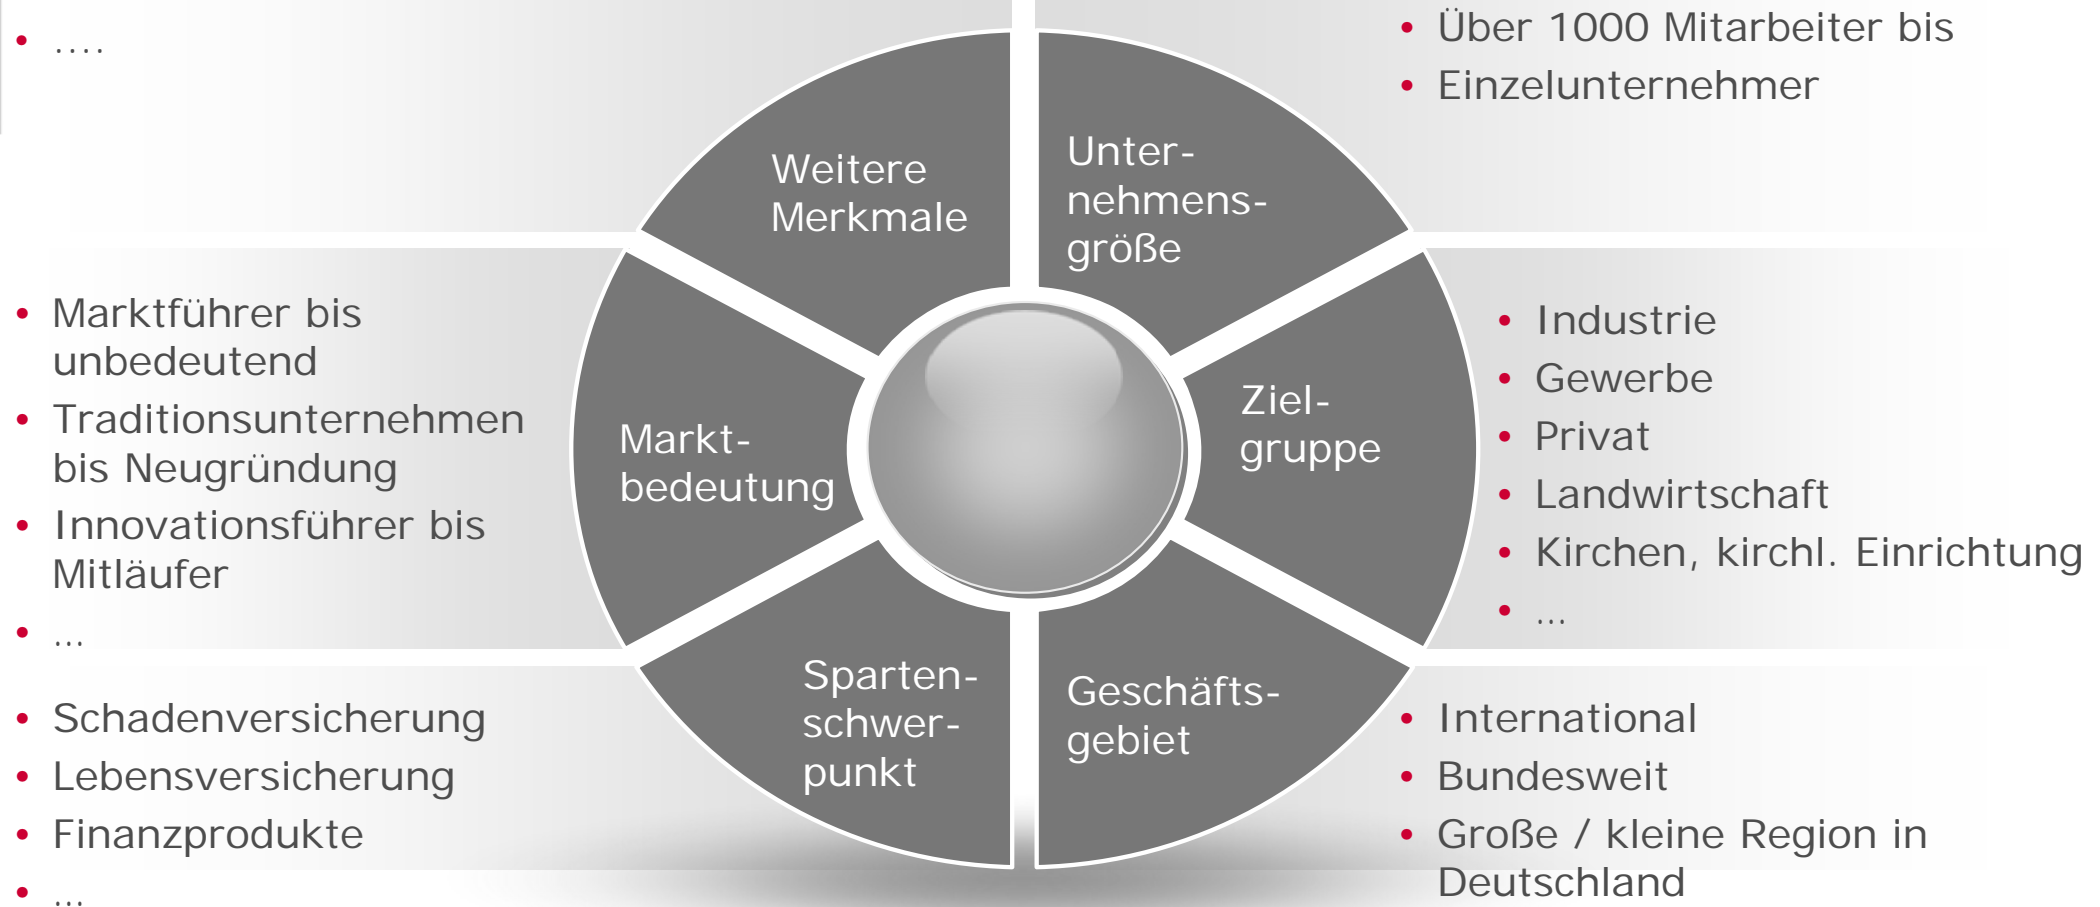 • ....
• Über 1000 Mitarbeiter bis
• Einzelunternehmer
Weitere
Merkmale
Unter-
nehmens-
größe
• Marktführer bis
unbedeutend
• Traditionsunternehmen
bis Neugründung
• Innovationsführer bis
Mitläufer
• ...
Markt-
bedeutung
Ziel-
gruppe
• Industrie
• Gewerbe
• Privat
• Landwirtschaft
• Kirchen, kirchl. Einrichtung
• ...
• Schadenversicherung
• Lebensversicherung
• Finanzprodukte
• ...
Sparten-
schwer-
punkt
Geschäfts-
gebiet
• International
• Bundesweit
• Große / kleine Region in
Deutschland